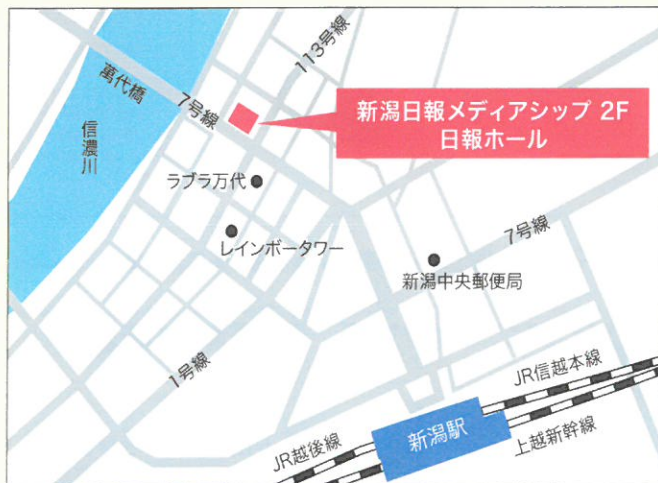 113号線
萬代橋
7号線
新潟日報メディアシップ 2F
日報ホール
信濃川
ラブラ万代
レインボータワー
7号線
新潟中央郵便局
1号線
JR信越本線
新潟駅
上越新幹線
JR越後線